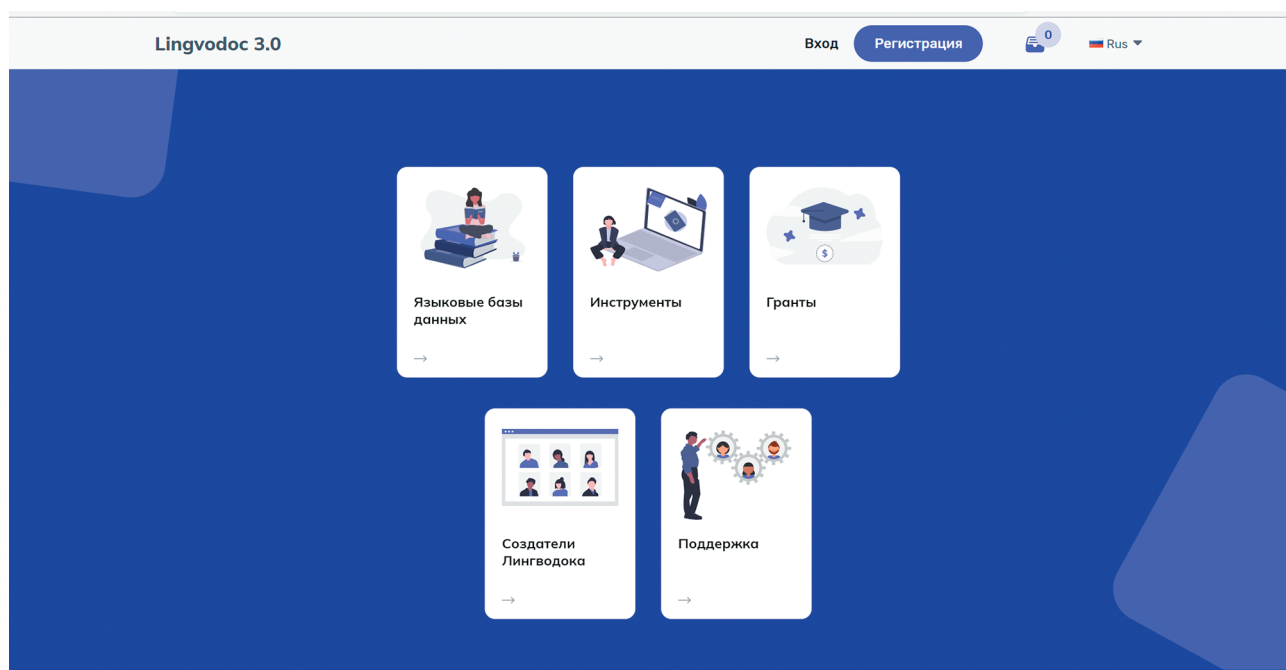 Lingvodoc 3.0
Вход
Регистрация
0
Rus
Языковые базы
данных
Инструменты
Гранты
$
Создатели
Лингводока
Поддержка